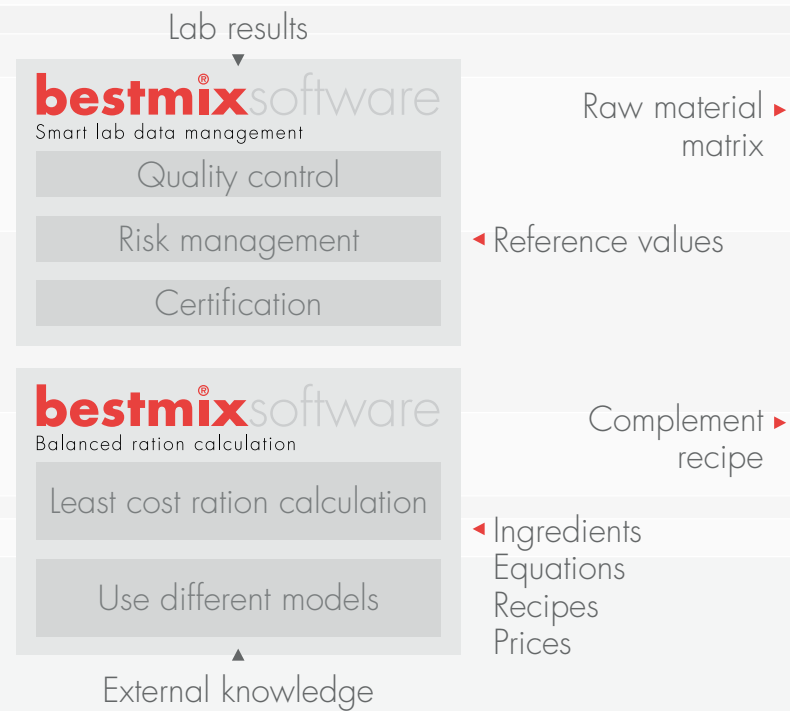 Lab results
bestmix®software
Smart lab data management
Quality control
Risk management
Certification
Raw material
matrix
Reference values
bestmix®software
Balanced ration calculation
Least cost ration calculation
Use different models
Complement
recipe
Ingredients
Equations
Recipes
Prices
External knowledge